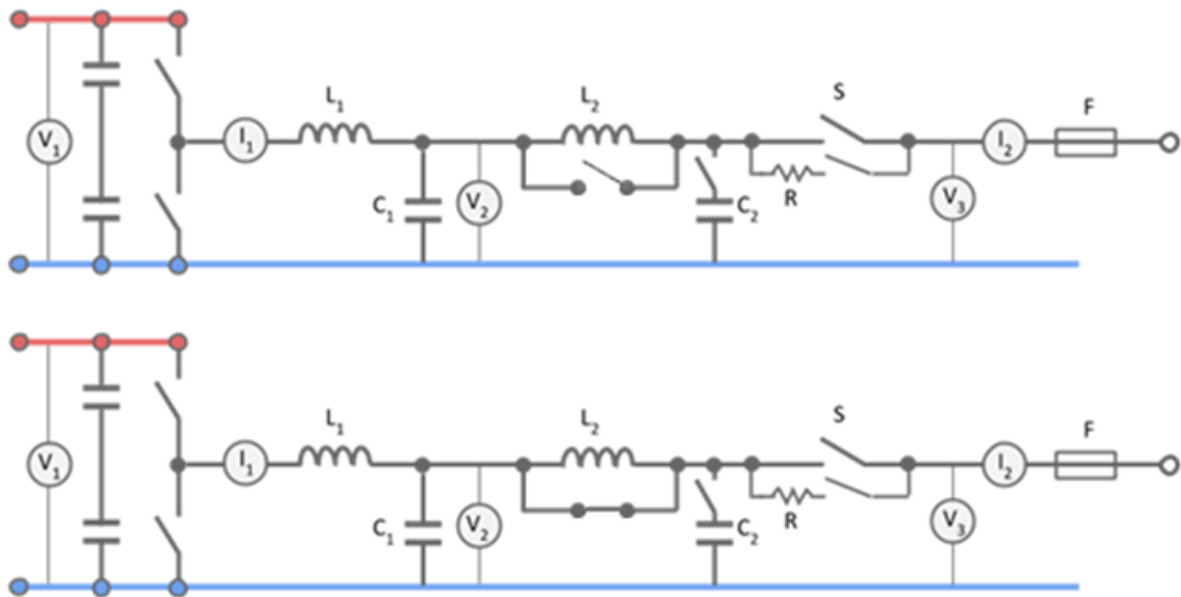 L₁ L₂ S F
V₁ I₁ I₂
C₁ V₂ C₂ R V₃
L₁ L₂ S F
V₁ I₁ I₂
C₁ V₂ C₂ R V₃